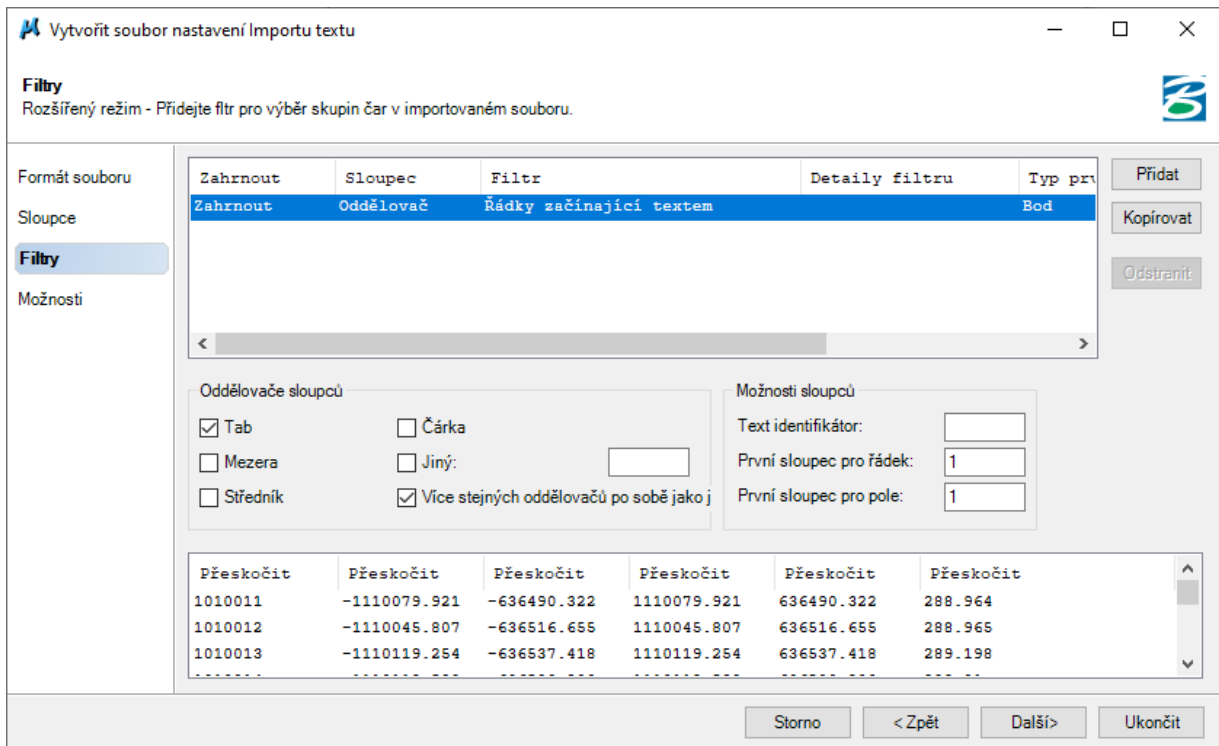 Vytvořit soubor nastavení Importu textu
Filtry
Rozšířený režim - Přidejte fltr pro výběr skupin čar v importovaném souboru.
Formát souboru
Sloupce
Filtry
Možnosti
Zahrnout Sloupec Filtr Detaily filtru Typ prv
Zahrnout Oddělovač Řádky začínající textem Bod
Přidat
Kopírovat
Odstranit
Oddělovače sloupců
Tab Čárka
Mezera Jiný:
Středník Více stejných oddělovačů po sobě jako j
Možnosti sloupců
Text identifikátor:
První sloupec pro řádek: 1
První sloupec pro pole: 1
Přeskočit Přeskočit Přeskočit Přeskočit Přeskočit Přeskočit
1010011 -1110079.921 -636490.322 1110079.921 636490.322 288.964
1010012 -1110045.807 -636516.655 1110045.807 636516.655 288.965
1010013 -1110119.254 -636537.418 1110119.254 636537.418 289.198
Storno < Zpět Další> Ukončit